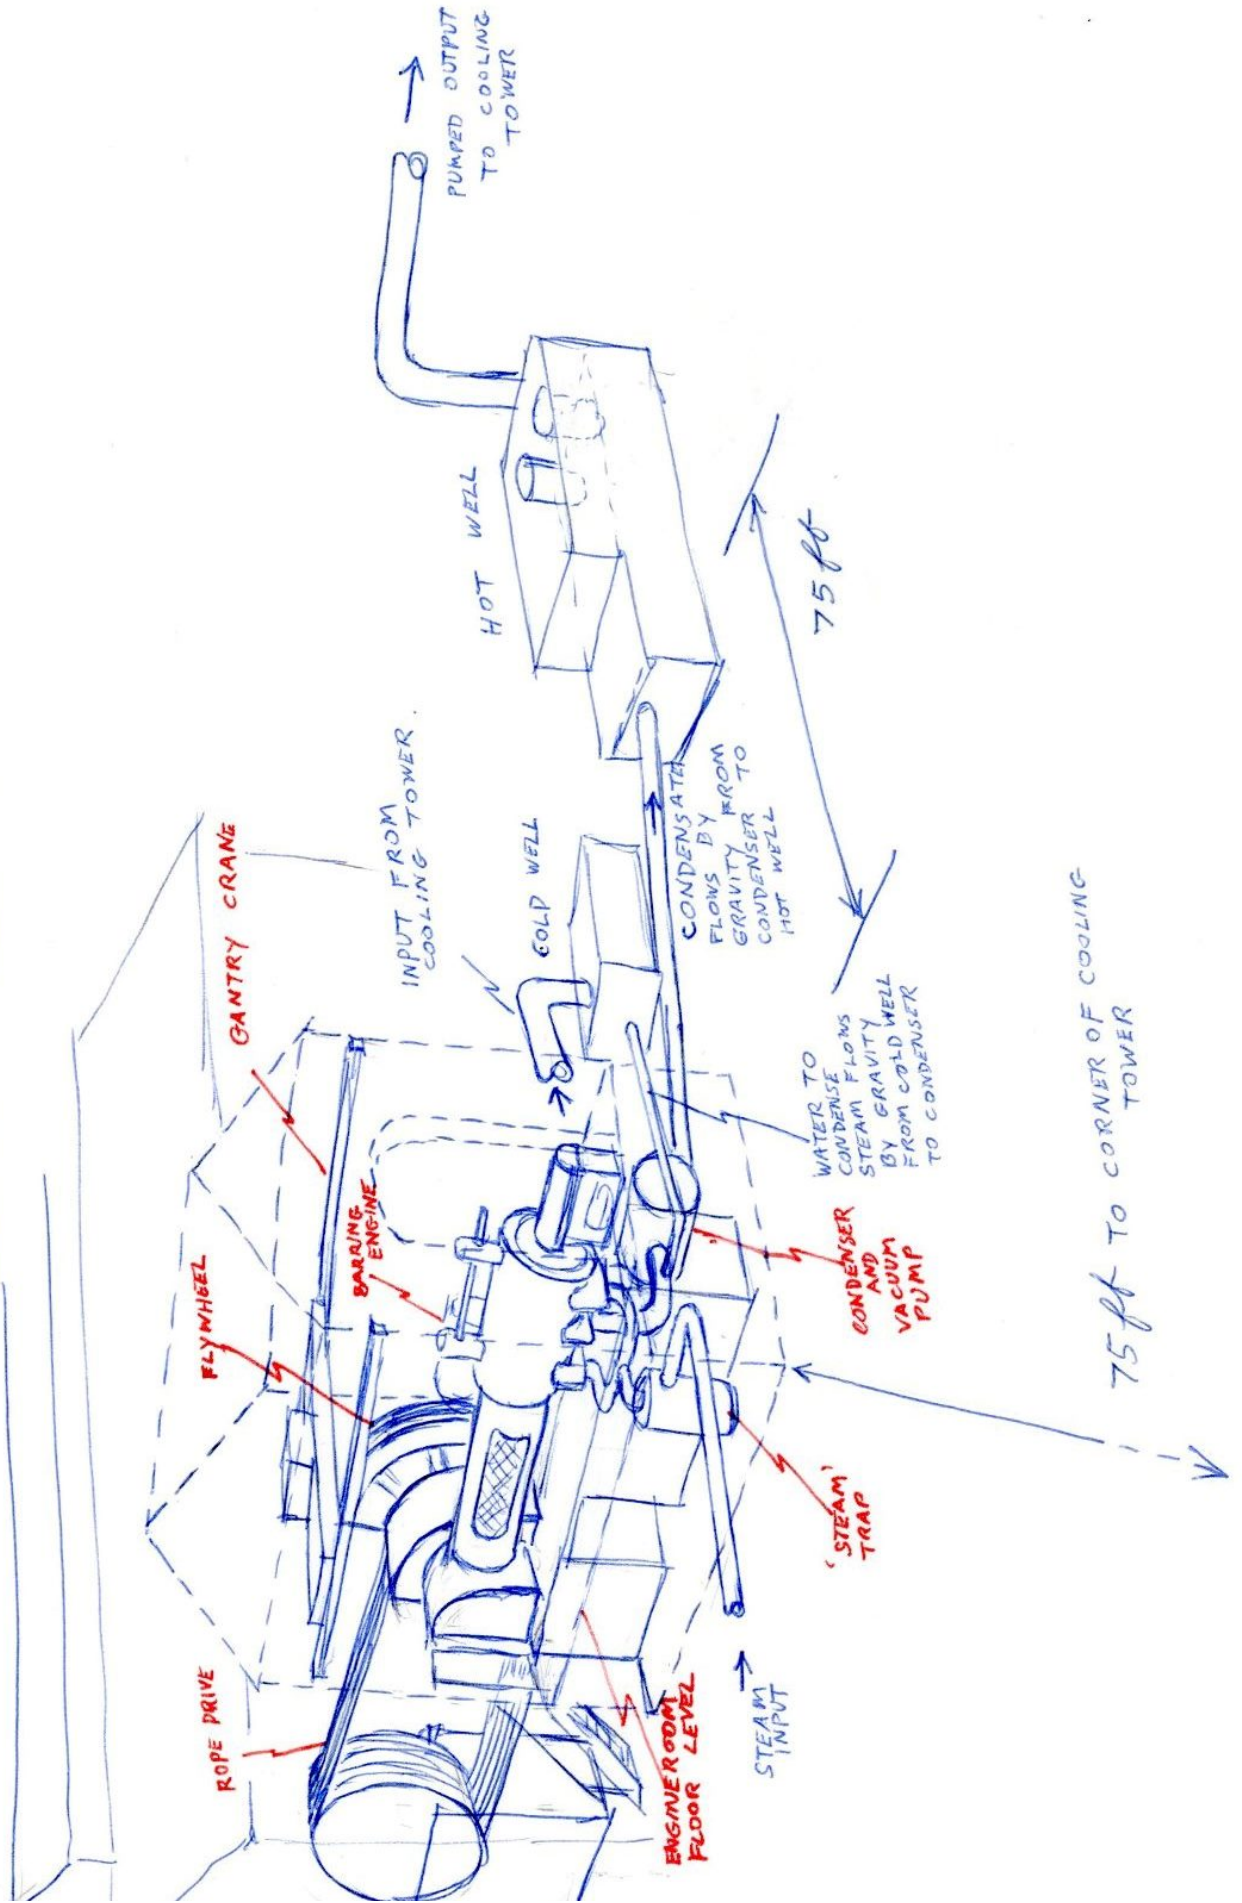 ROPE DRIVE
FLYWHEEL
GANTRY CRANE
BARRING
ENGINE
INPUT FROM
COOLING TOWER.
PUMPED OUTPUT
TO COOLING
TOWER
HOT WELL
COLD WELL
ENGINEROOM
FLOOR LEVEL
CONDENSATE
FLOWS BY
GRAVITY FROM
CONDENSER TO
HOT WELL
STEAM
INPUT
'STEAM'
TRAP
CONDENSER
AND
VACUUM
PUMP
WATER TO
CONDENSE
STEAM FLOWS
BY GRAVITY
FROM COLD WELL
TO CONDENSER
75 ft
75 ft TO CORNER OF COOLING
TOWER